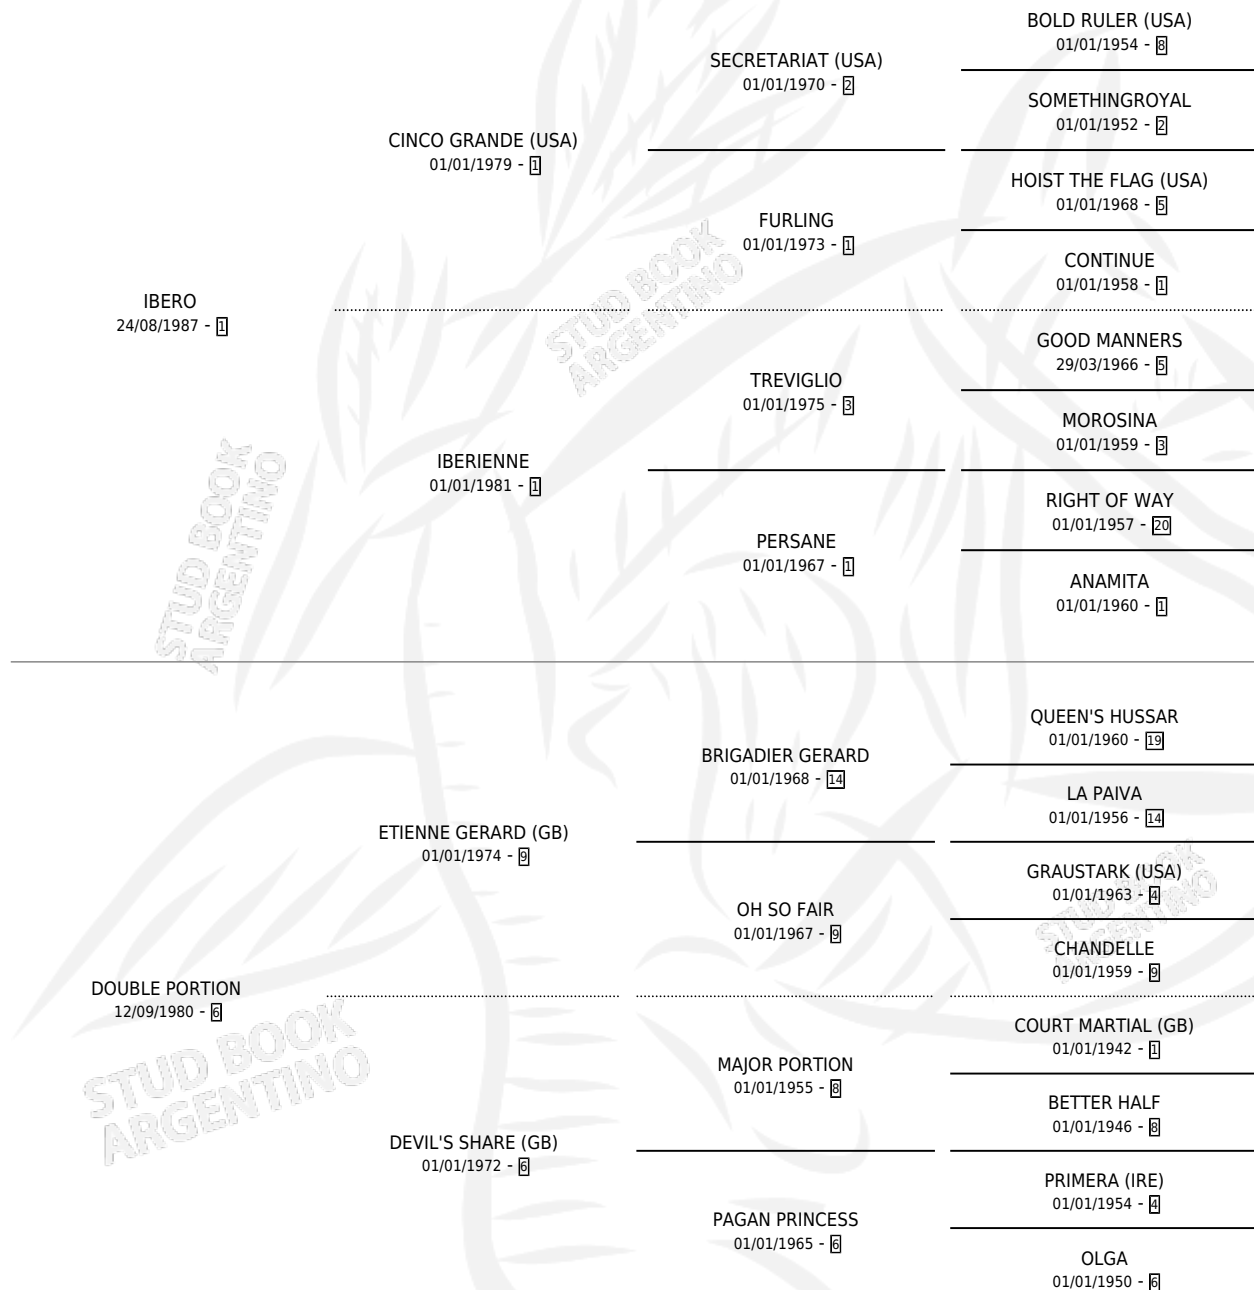 BOLD RULER (USA)
01/01/1954 - 8
SECRETARIAT (USA)
01/01/1970 - 2
SOMETHINGROYAL
01/01/1952 - 2
CINCO GRANDE (USA)
01/01/1979 - 1
HOIST THE FLAG (USA)
01/01/1968 - 5
FURLING
01/01/1973 - 1
CONTINUE
01/01/1958 - 1
IBERO
24/08/1987 - 1
STUD BOOK
ARGENTINO
GOOD MANNERS
29/03/1966 - 5
TREVIGLIO
01/01/1975 - 3
MOROSINA
01/01/1959 - 3
IBERIENNE
01/01/1981 - 1
RIGHT OF WAY
01/01/1957 - 20
PERSANE
01/01/1967 - 1
ANAMITA
01/01/1960 - 1
STUD BOOK
ARGENTINO
QUEEN'S HUSSAR
01/01/1960 - 19
BRIGADIER GERARD
01/01/1968 - 14
LA PAIVA
01/01/1956 - 14
ETIENNE GERARD (GB)
01/01/1974 - 9
GRAUSTARK (USA)
01/01/1963 - 4
OH SO FAIR
01/01/1967 - 9
STUD BOOK
ARGENTINO
CHANDELLE
01/01/1959 - 9
DOUBLE PORTION
12/09/1980 - 6
STUD BOOK
ARGENTINO
COURT MARTIAL (GB)
01/01/1942 - 1
MAJOR PORTION
01/01/1955 - 8
BETTER HALF
01/01/1946 - 8
DEVIL'S SHARE (GB)
01/01/1972 - 6
PRIMERA (IRE)
01/01/1954 - 4
PAGAN PRINCESS
01/01/1965 - 6
OLGA
01/01/1950 - 6